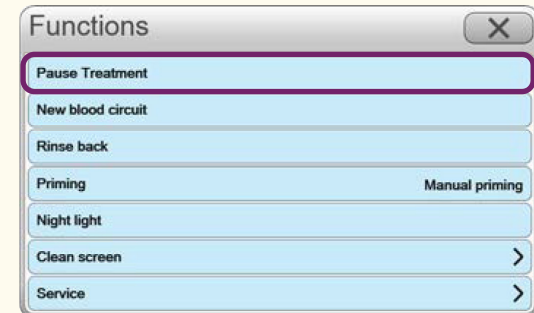 Functions
Pause Treatment
New blood circuit
Rinse back
Priming Manual priming
Night light
Clean screen
Service